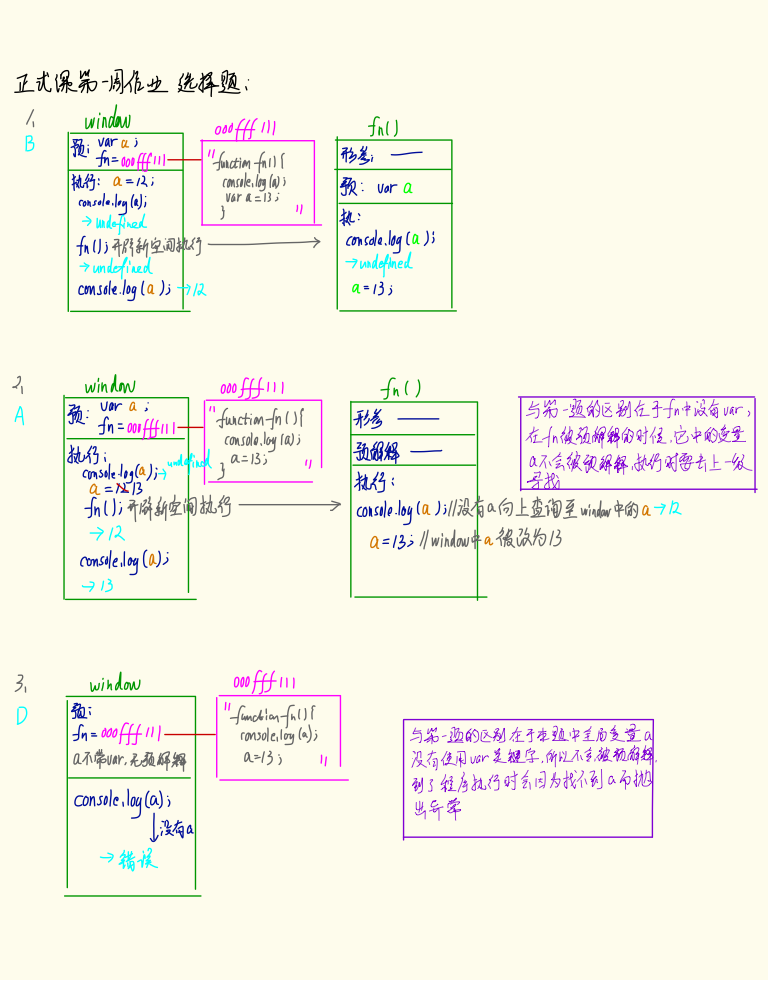 正式课第一周作业 选择题：
1、
B
window
预： var a ;
fn = 000fff111
执行： a = 12 ;
console.log(a);
→undefined
fn(); 开辟新空间执行
→undefined
console.log(a); →12
000fff111
"function fn(){
console.log(a);
var a = 13 ;
} "
fn()
形参： ——
预： var a
执：
console.log(a);
→undefined
a = 13 ;
2、
A
window
预： var a ;
fn = 000fff111
执行：
console.log(a); →undefined
a = 12 13
fn(); 开辟新空间执行
→12
console.log(a);
→13
000fff111
"function fn(){
console.log(a);
a = 13 ;
} "
fn()
形参 ——
预解释 ——
执行：
console.log(a); //没有a向上查询至window中的a →12
a = 13 ; //window中a被改为13
与第一题的区别在于fn中没有var，
在fn被预解释的时候，它中的变量
a不会被预解释，执行时要去上一级
寻找
3、
D
window
预：
fn = 000fff111
a不带var，无预解释
console.log(a);
↓没有a
→错误
000fff111
"function fn(){
console.log(a);
a = 13 ; "
与第一题的区别在于本题中全局变量a
没有使用var关键字，所以不会被预解释，
到了程序执行时会因为找不到a而抛
出异常